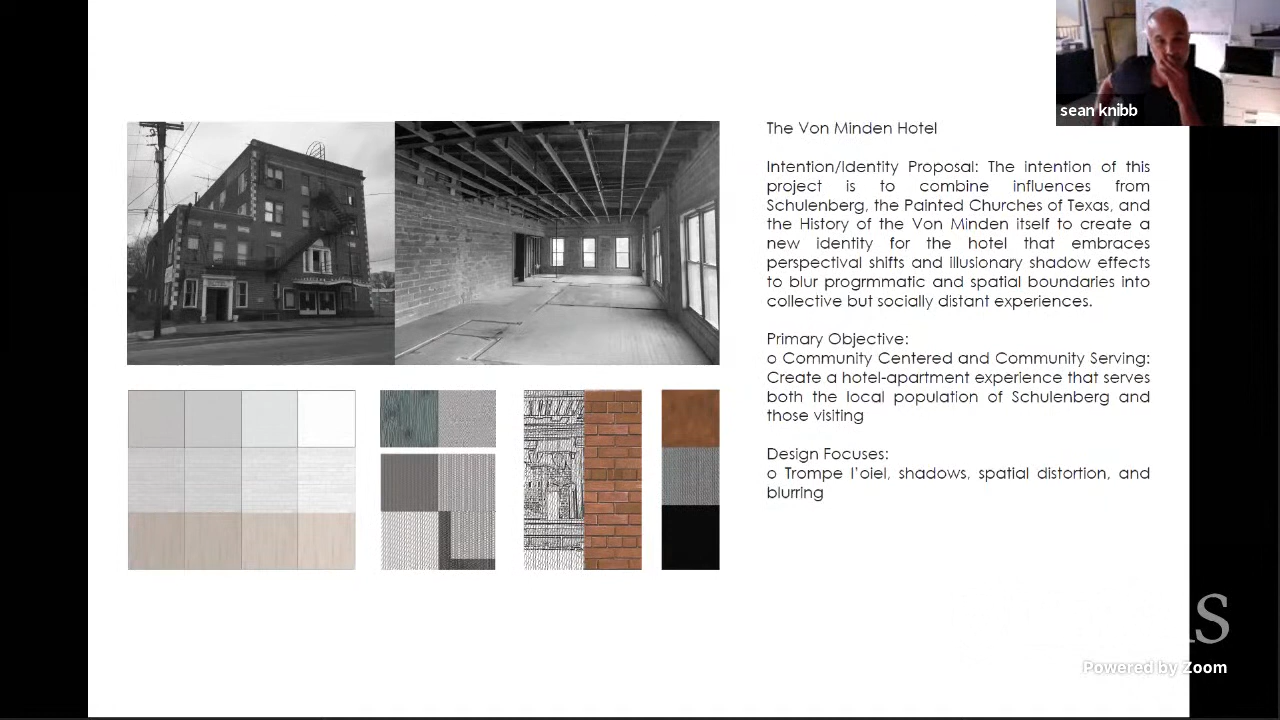 sean knibb
The Von Minden Hotel
Intention/Identity Proposal: The intention of this
project is to combine influences from
Schulenberg, the Painted Churches of Texas, and
the History of the Von Minden itself to create a
new identity for the hotel that embraces
perspectival shifts and illusionary shadow effects
to blur progrmmatic and spatial boundaries into
collective but socially distant experiences.
Primary Objective:
o Community Centered and Community Serving:
Create a hotel-apartment experience that serves
both the local population of Schulenberg and
those visiting
Design Focuses:
o Trompe l'oiel, shadows, spatial distortion, and
blurring
Powered by Zoom